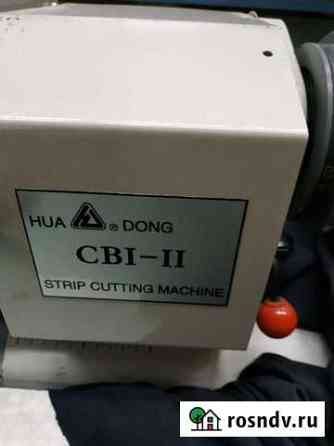 HUA ® DONG
CBI-II
STRIP CUTTING MACHINE
rosndv.ru